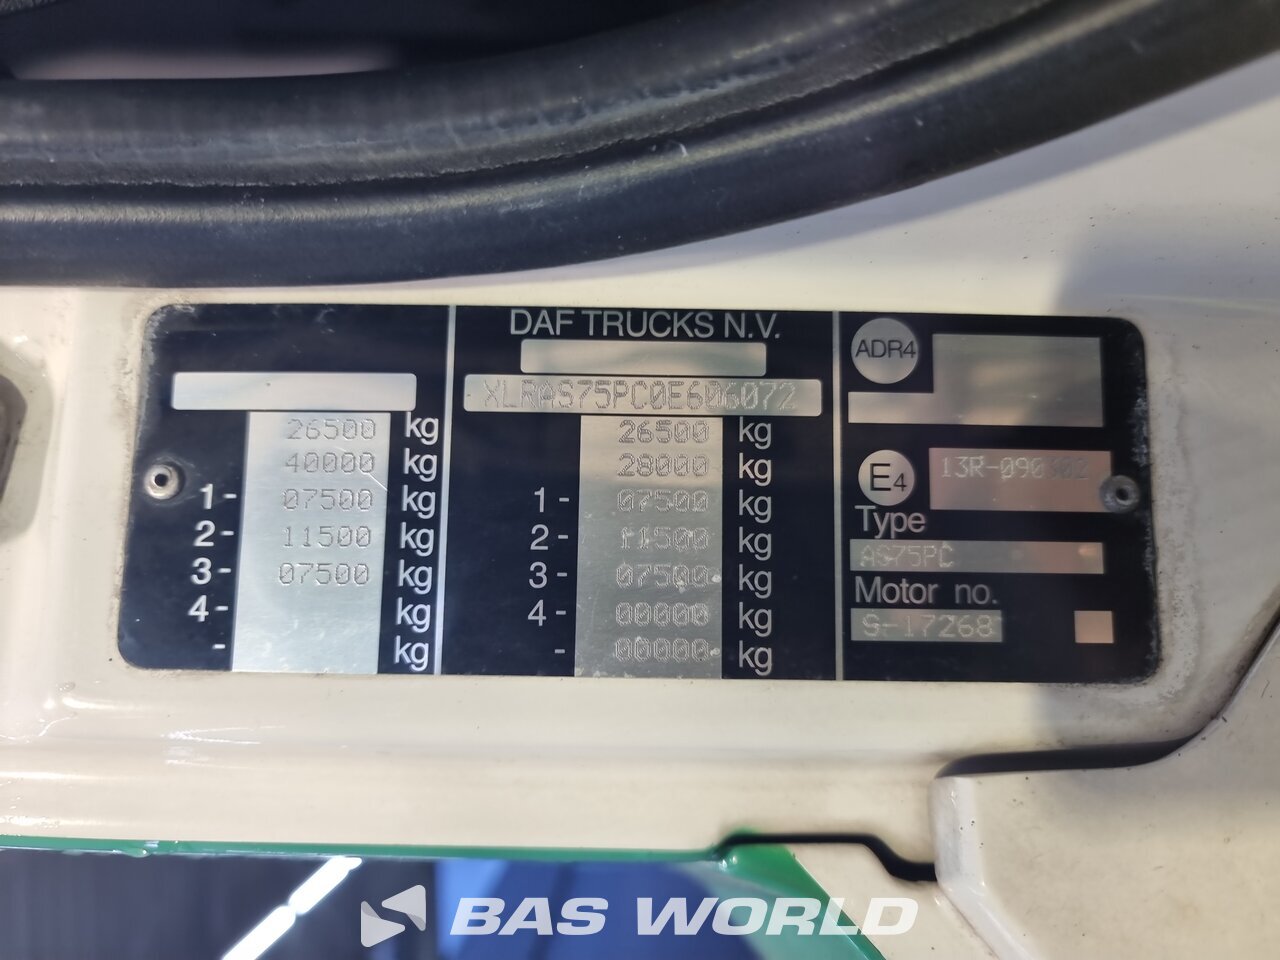 DAF TRUCKS N.V.
XLRAS75PC0E606072
26500 kg
40000 kg
1- 07500 kg
2- 11500 kg
3- 07500 kg
4- kg
- kg
26500 kg
28000 kg
1- 07500 kg
2- 11500 kg
3- 07500 kg
4- 00000 kg
- 00000 kg
ADR4
E4
Type
AS75PC
Motor no.
S-17268
BAS WORLD